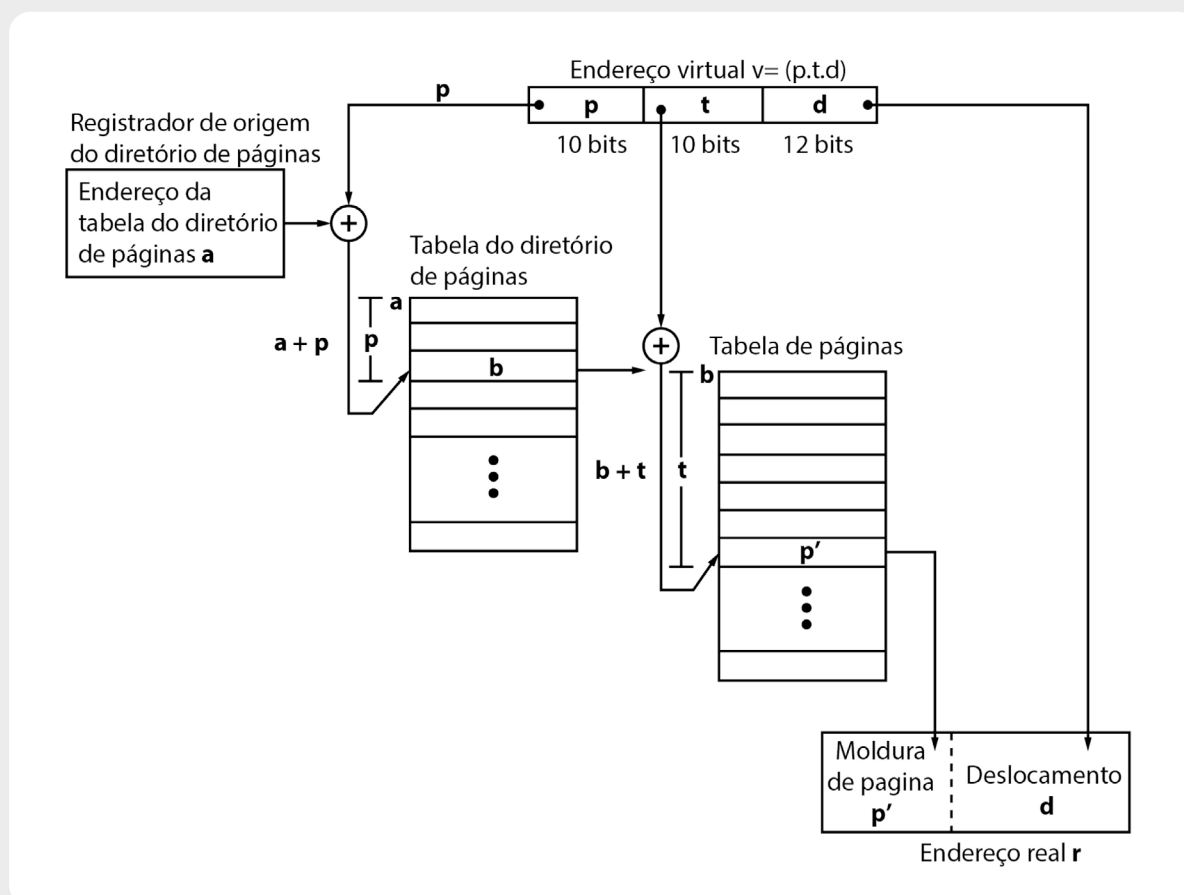 Endereço virtual v= (p.t.d)
p
p t d
10 bits 10 bits 12 bits
Registrador de origem
do diretório de páginas
Endereço da
tabela do diretório
de páginas a
+
Tabela do diretório
de páginas
a
a + p
p
b
+
Tabela de páginas
b
b + t
t
p’
Moldura
de pagina
p’
Deslocamento
d
Endereço real r